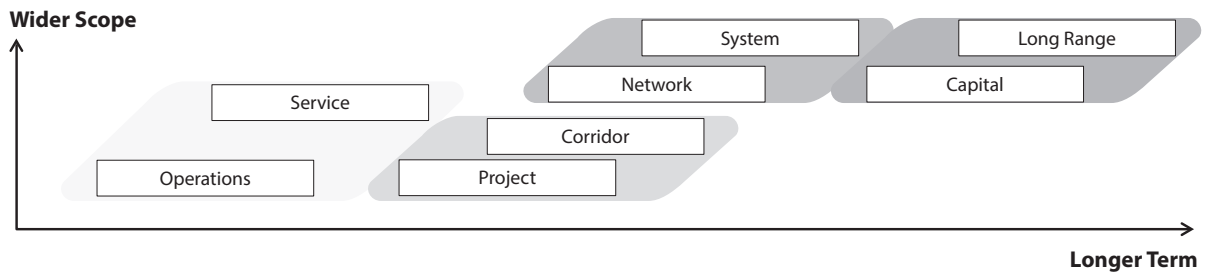 Wider Scope
System
Long Range
Network
Capital
Service
Corridor
Operations
Project
Longer Term